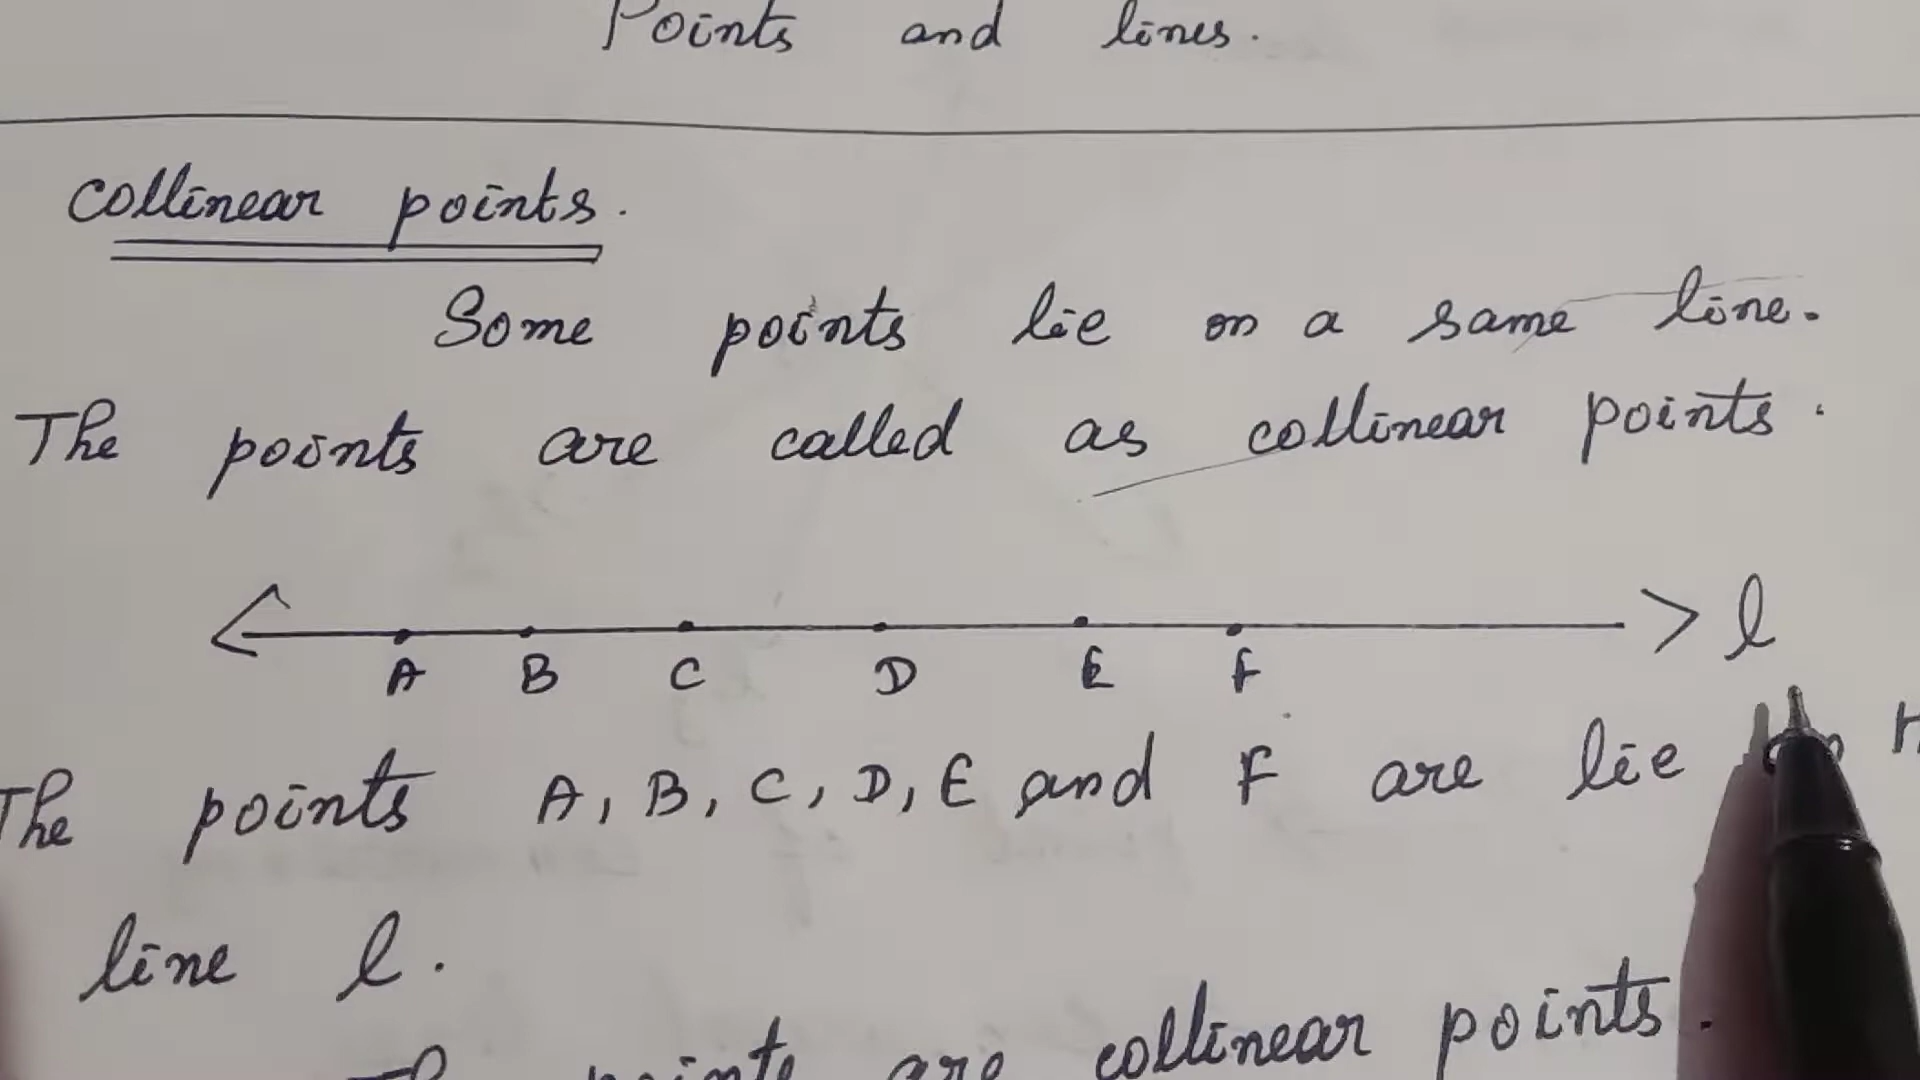 Points and lines.
Collinear points.
Some points lie on a same line.
The points are called as collinear points.
l
A B C D E F
The points A, B, C, D, E and F are lie
line l.
points are collinear points.